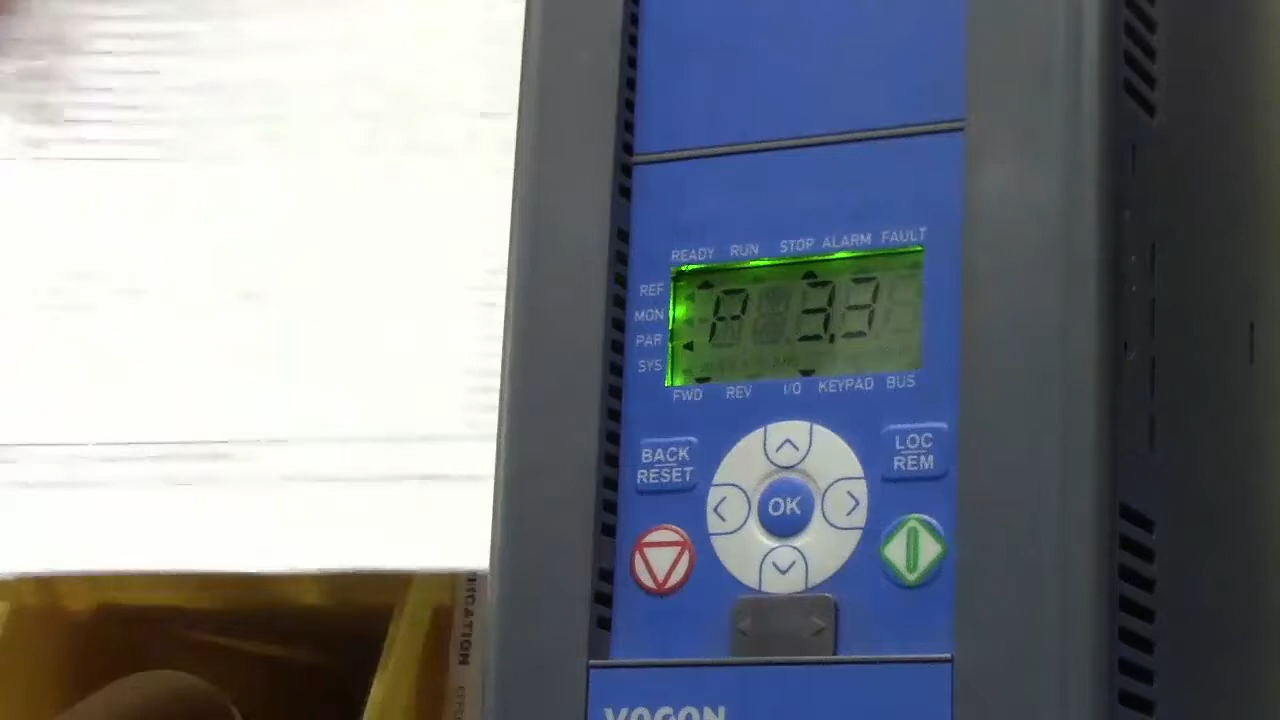 READY RUN STOP ALARM FAULT
REF
MON
PAR
SYS
P 3.3
FWD REV I/O KEYPAD BUS
BACK
RESET
LOC
REM
OK
VOGON